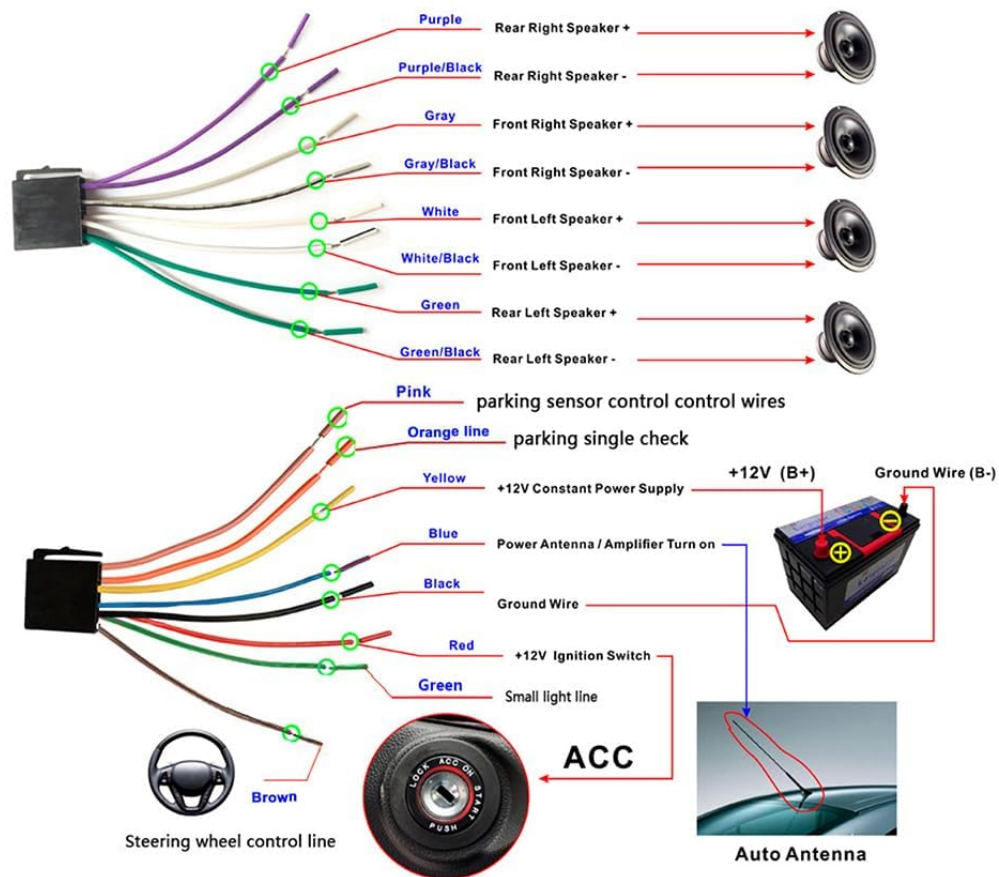 Purple
Rear Right Speaker +
Purple/Black
Rear Right Speaker -
Gray
Front Right Speaker +
Gray/Black
Front Right Speaker -
White
Front Left Speaker +
White/Black
Front Left Speaker -
Green
Rear Left Speaker +
Green/Black
Rear Left Speaker -
Pink
parking sensor control control wires
Orange line
parking single check
Yellow
+12V Constant Power Supply
+12V (B+)
Ground Wire (B-)
Blue
Power Antenna / Amplifier Turn on
Black
Ground Wire
Red
+12V Ignition Switch
Green
Small light line
ACC
LOCK ACC ON START
PUSH
Brown
Steering wheel control line
Auto Antenna